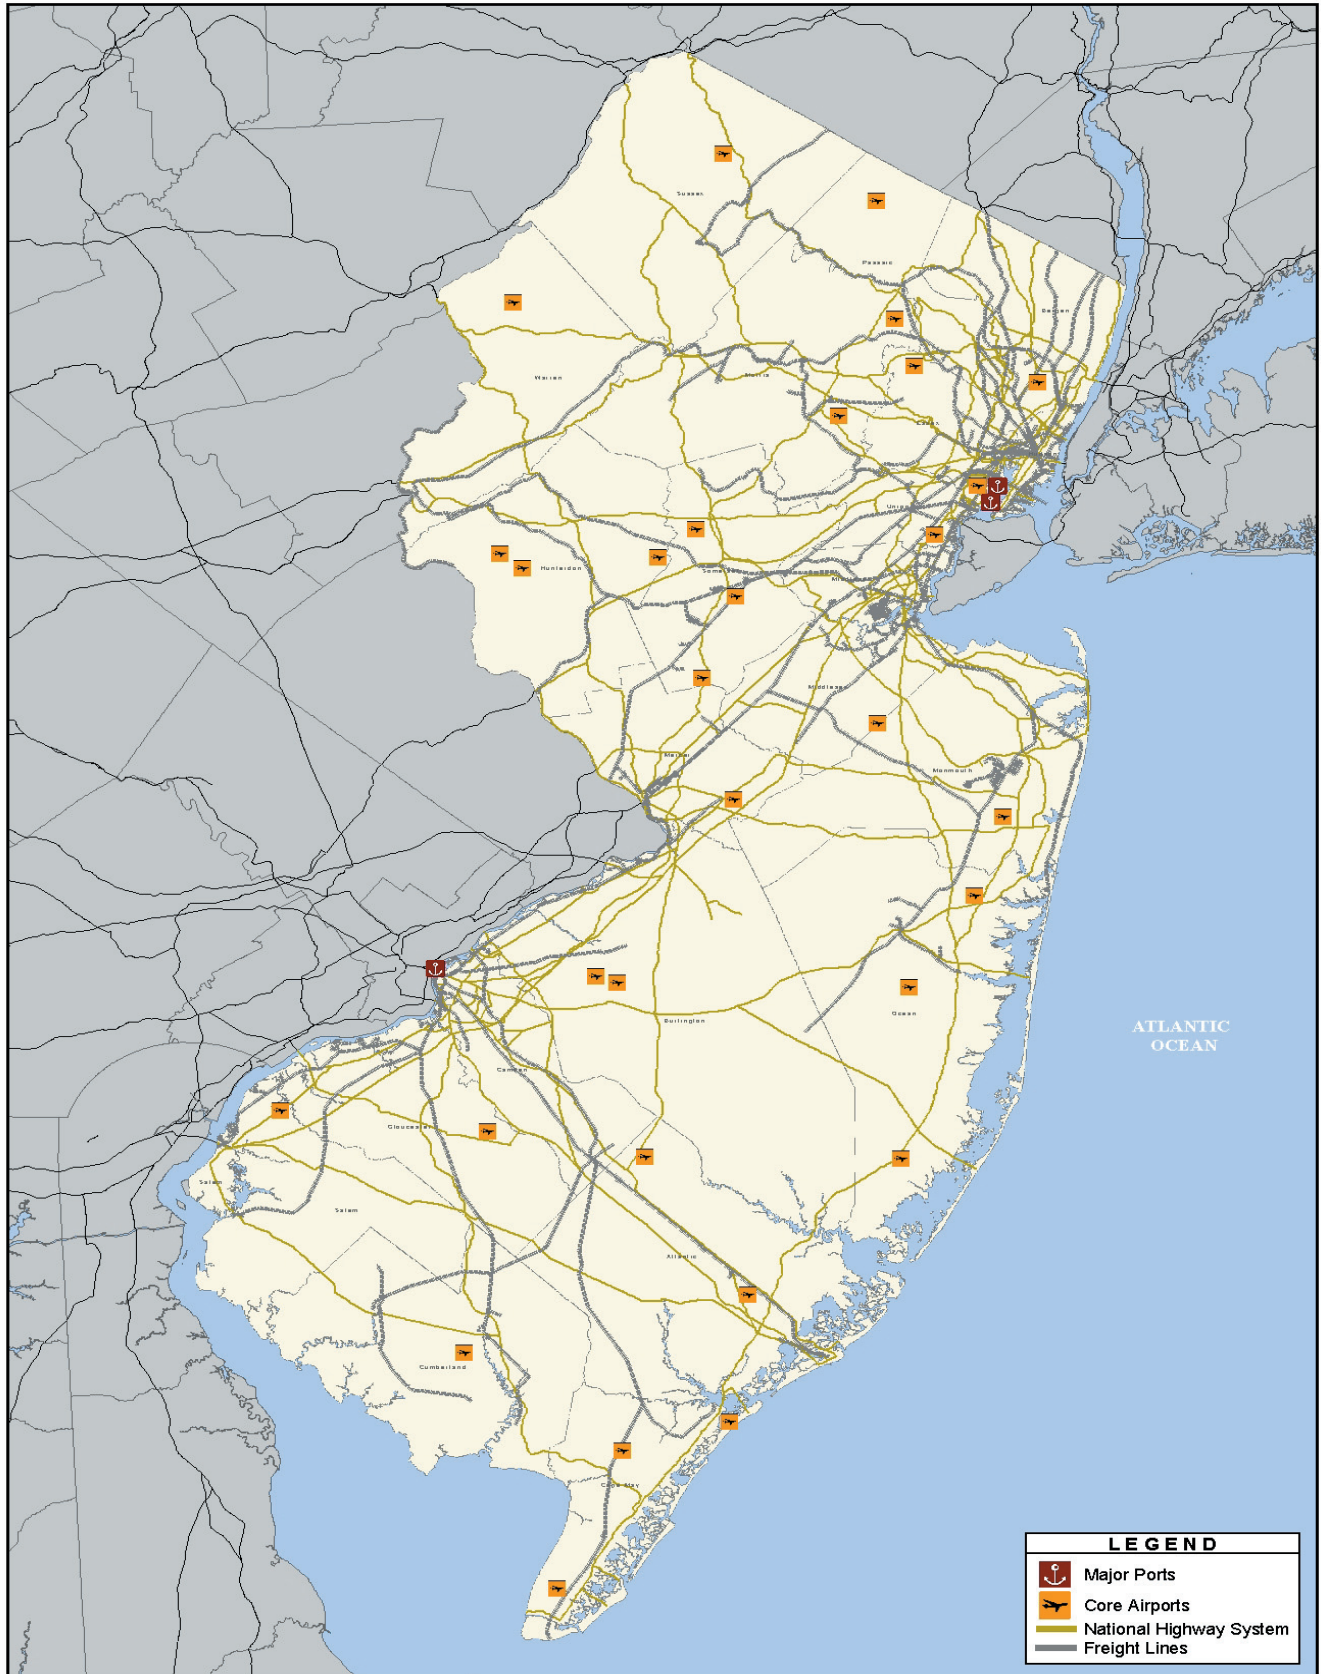 Sussex
Passaic
Bergen
Warren
Morris
Essex
Union
Hunterdon
Somerset
Middlesex
Mercer
Monmouth
Ocean
Burlington
Camden
Gloucester
Salem
Salem
Atlantic
Cumberland
Cape May
ATLANTIC
OCEAN
LEGEND
Major Ports
Core Airports
National Highway System
Freight Lines